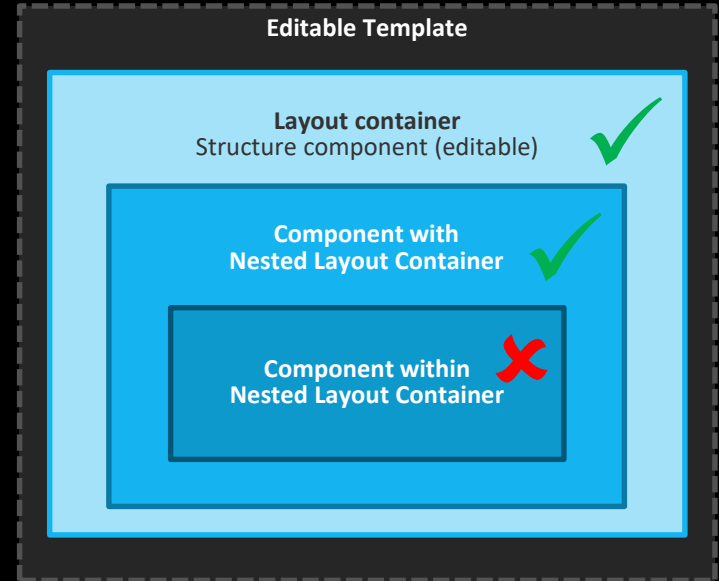 Editable Template
Layout container
Structure component (editable)
Component with
Nested Layout Container
Component within
Nested Layout Container